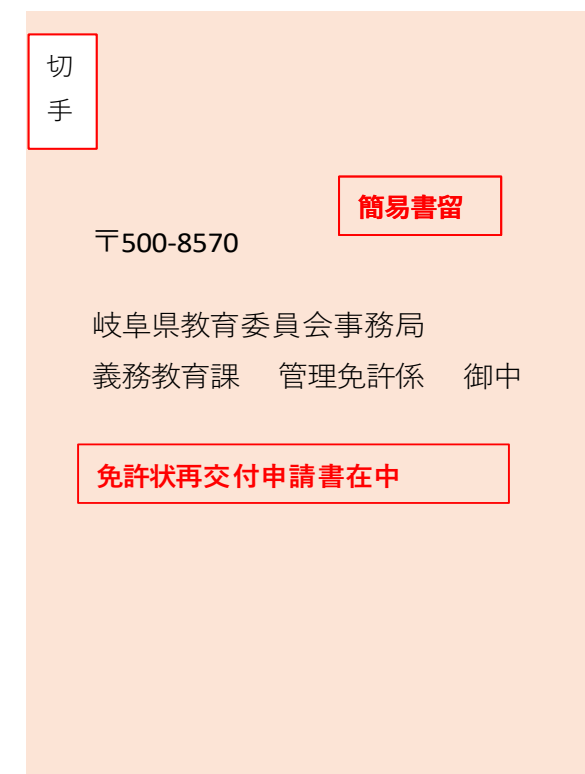 切
手
簡易書留
〒500-8570
岐阜県教育委員会事務局
義務教育課　管理免許係　御中
免許状再交付申請書在中